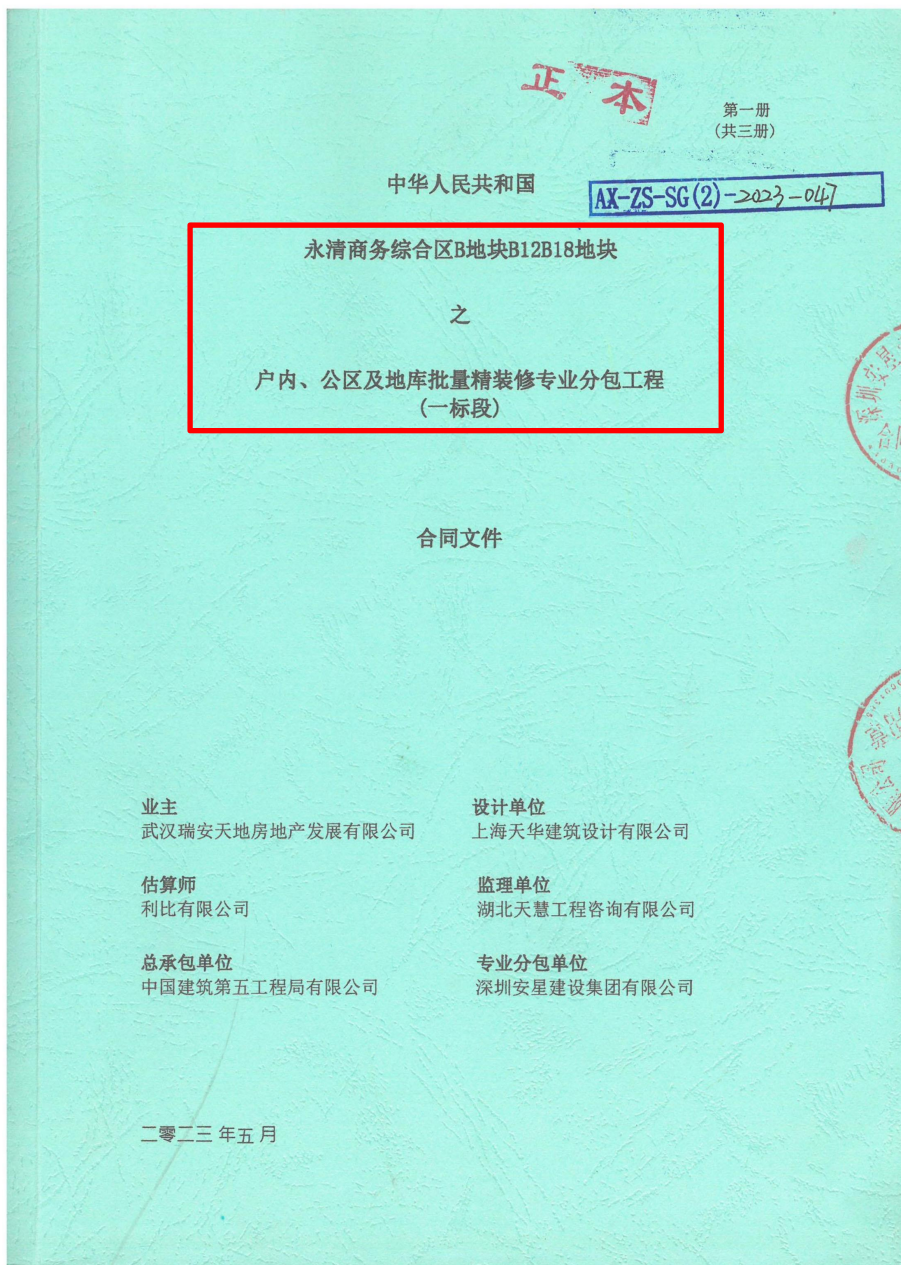 正本
第一册
(共三册)
中华人民共和国
AX-ZS-SG(2)-2023-047
永清商务综合区B地块B12B18地块
之
户内、公区及地库批量精装修专业分包工程
(一标段)
合同文件
业主
武汉瑞安天地房地产发展有限公司
设计单位
上海天华建筑设计有限公司
估算师
利比有限公司
监理单位
湖北天慧工程咨询有限公司
总承包单位
中国建筑第五工程局有限公司
专业分包单位
深圳安星建设集团有限公司
二零二三年五月